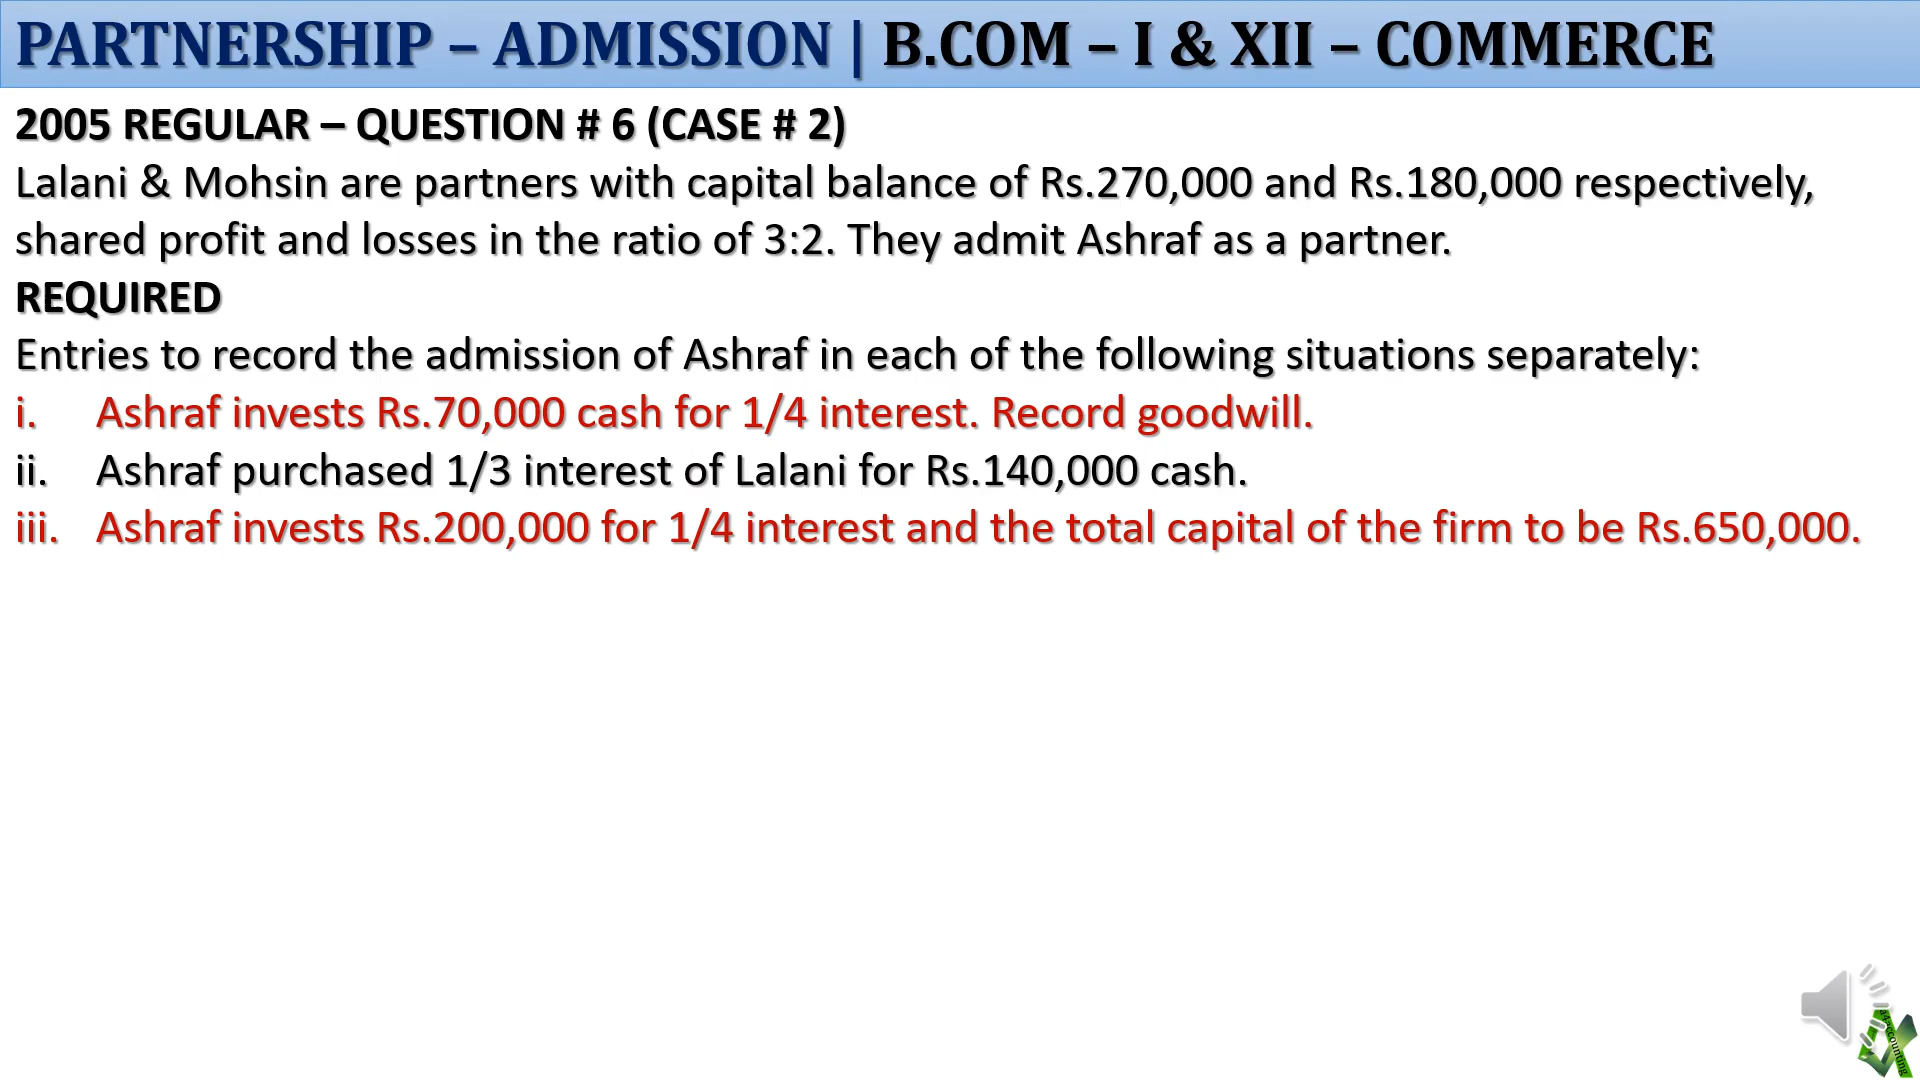 PARTNERSHIP – ADMISSION | B.COM – I & XII – COMMERCE
2005 REGULAR – QUESTION # 6 (CASE # 2)
Lalani & Mohsin are partners with capital balance of Rs.270,000 and Rs.180,000 respectively,
shared profit and losses in the ratio of 3:2. They admit Ashraf as a partner.
REQUIRED
Entries to record the admission of Ashraf in each of the following situations separately:
i. Ashraf invests Rs.70,000 cash for 1/4 interest. Record goodwill.
ii. Ashraf purchased 1/3 interest of Lalani for Rs.140,000 cash.
iii. Ashraf invests Rs.200,000 for 1/4 interest and the total capital of the firm to be Rs.650,000.